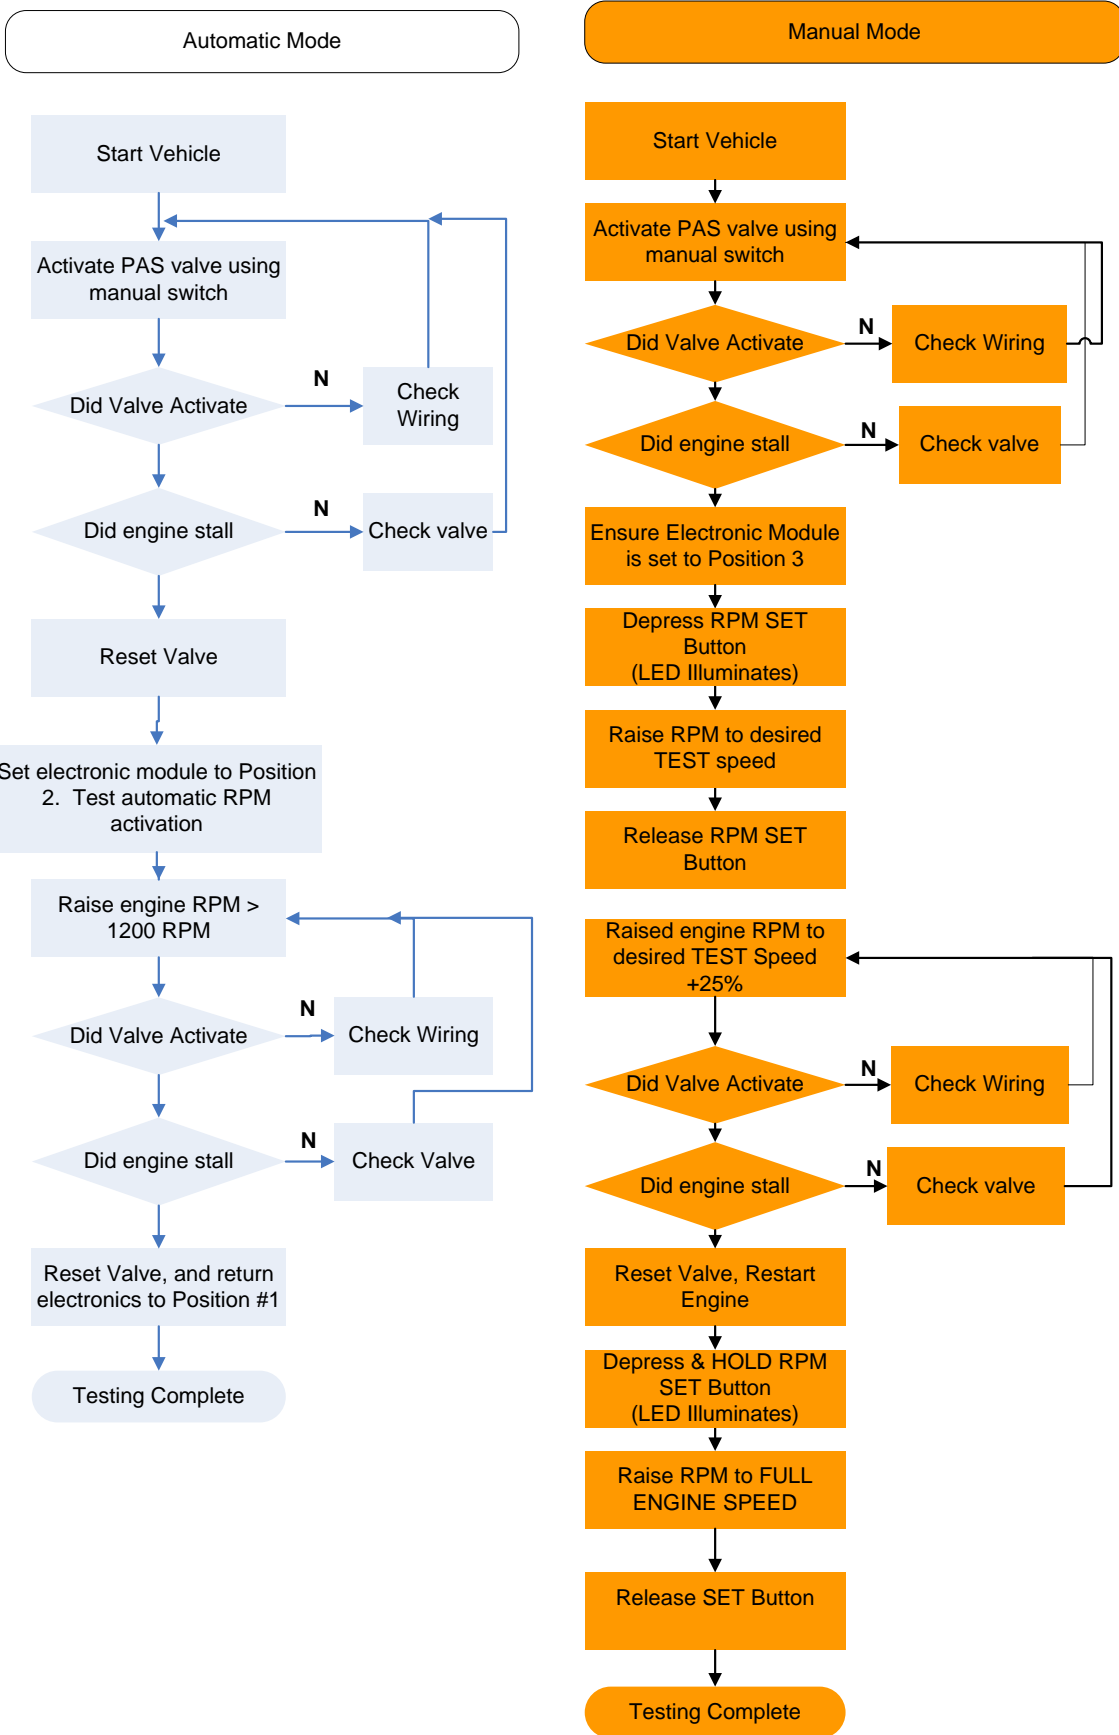 Automatic Mode
Start Vehicle
Activate PAS valve using
manual switch
Did Valve Activate
N
Check
Wiring
Did engine stall
N
Check valve
Reset Valve
Set electronic module to Position
2.  Test automatic RPM
activation
Raise engine RPM >
1200 RPM
Did Valve Activate
N
Check Wiring
Did engine stall
N
Check Valve
Reset Valve, and return
electronics to Position #1
Testing Complete
Manual Mode
Start Vehicle
Activate PAS valve using
manual switch
Did Valve Activate
N
Check Wiring
Did engine stall
N
Check valve
Ensure Electronic Module
is set to Position 3
Depress RPM SET
Button
(LED Illuminates)
Raise RPM to desired
TEST speed
Release RPM SET
Button
Raised engine RPM to
desired TEST Speed
+25%
Did Valve Activate
N
Check Wiring
Did engine stall
N
Check valve
Reset Valve, Restart
Engine
Depress & HOLD RPM
SET Button
(LED Illuminates)
Raise RPM to FULL
ENGINE SPEED
Release SET Button
Testing Complete